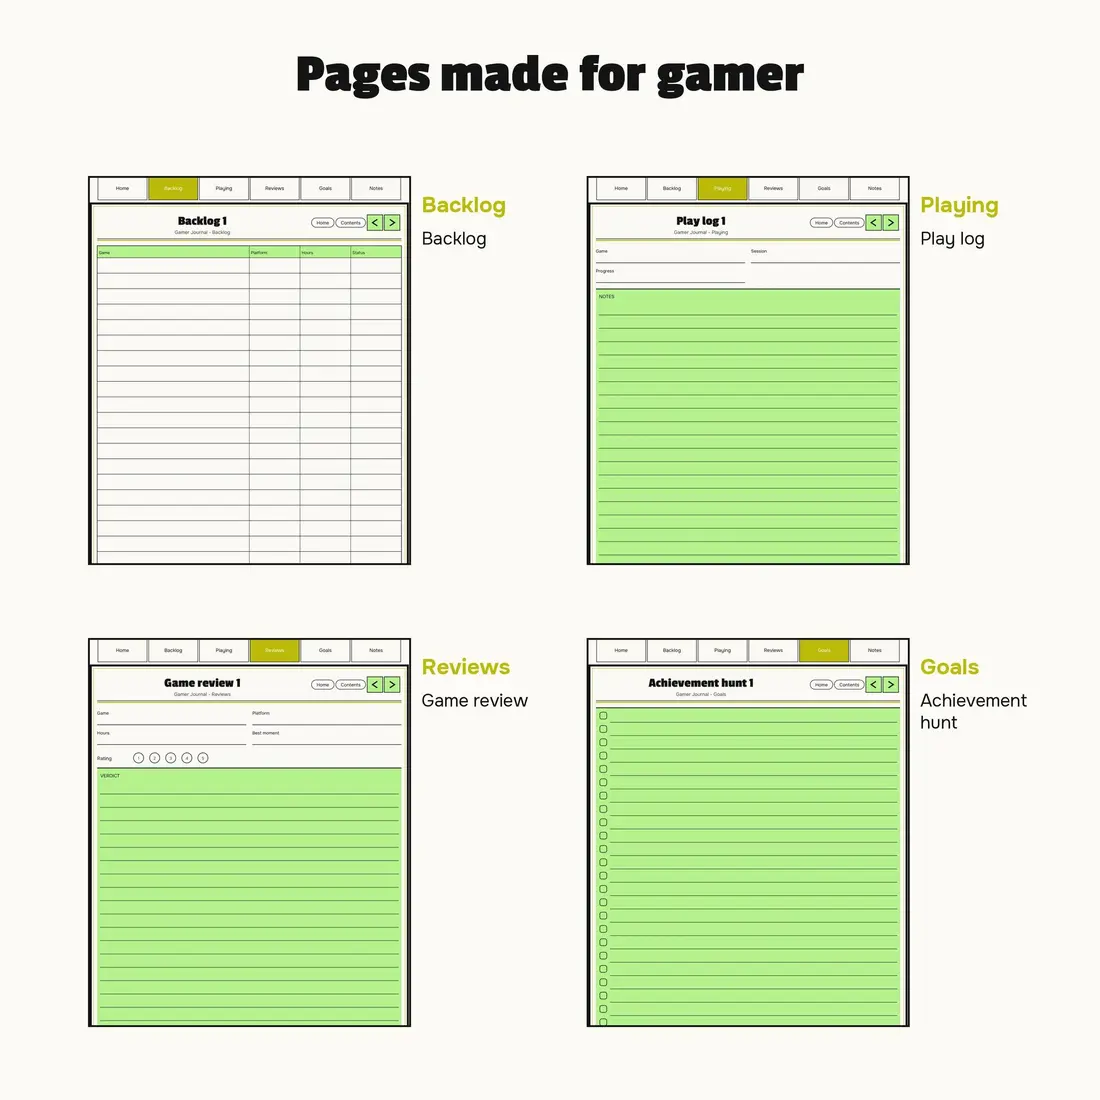 Pages made for gamer
Home Backlog Playing Reviews Goals Notes
Backlog 1
Gamer Journal - Backlog
Home Contents < >
Game Platform Hours Status
Backlog
Backlog
Home Backlog Playing Reviews Goals Notes
Play log 1
Gamer Journal - Playing
Home Contents < >
Game Session
Progress
NOTES
Playing
Play log
Home Backlog Playing Reviews Goals Notes
Game review 1
Gamer Journal - Reviews
Home Contents < >
Game Platform
Hours Best moment
Rating 1 2 3 4 5
VERDICT
Reviews
Game review
Home Backlog Playing Reviews Goals Notes
Achievement hunt 1
Gamer Journal - Goals
Home Contents < >
Goals
Achievement
hunt